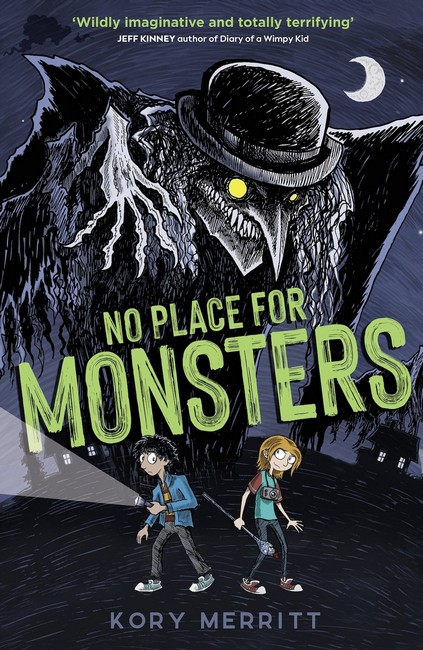 ‘Wildly imaginative and totally terrifying’
JEFF KINNEY author of Diary of a Wimpy Kid
NO PLACE FOR
MONSTERS
KORY MERRITT